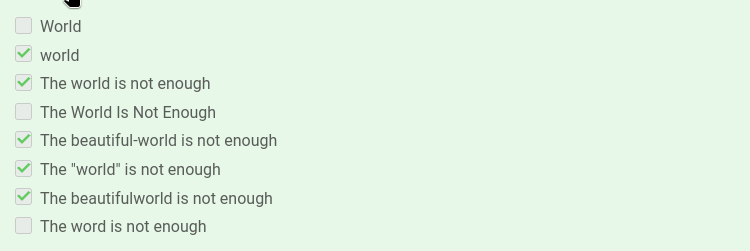 World
world
The world is not enough
The World Is Not Enough
The beautiful-world is not enough
The "world" is not enough
The beautifulworld is not enough
The word is not enough